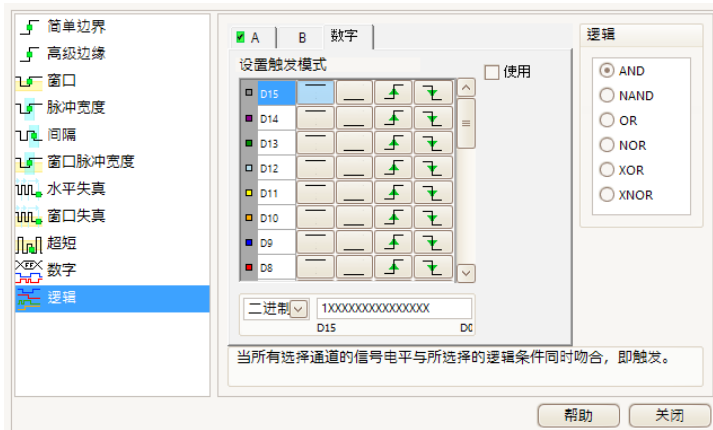 简单边界
高级边缘
窗口
脉冲宽度
间隔
窗口脉冲宽度
水平失真
窗口失真
超短
数字
逻辑
A
B
数字
设置触发模式
使用
D15
D14
D13
D12
D11
D10
D9
D8
二进制
1XXXXXXXXXXXXXXX
D15
D0
逻辑
AND
NAND
OR
NOR
XOR
XNOR
当所有选择通道的信号电平与所选择的逻辑条件同时吻合，即触发。
帮助
关闭